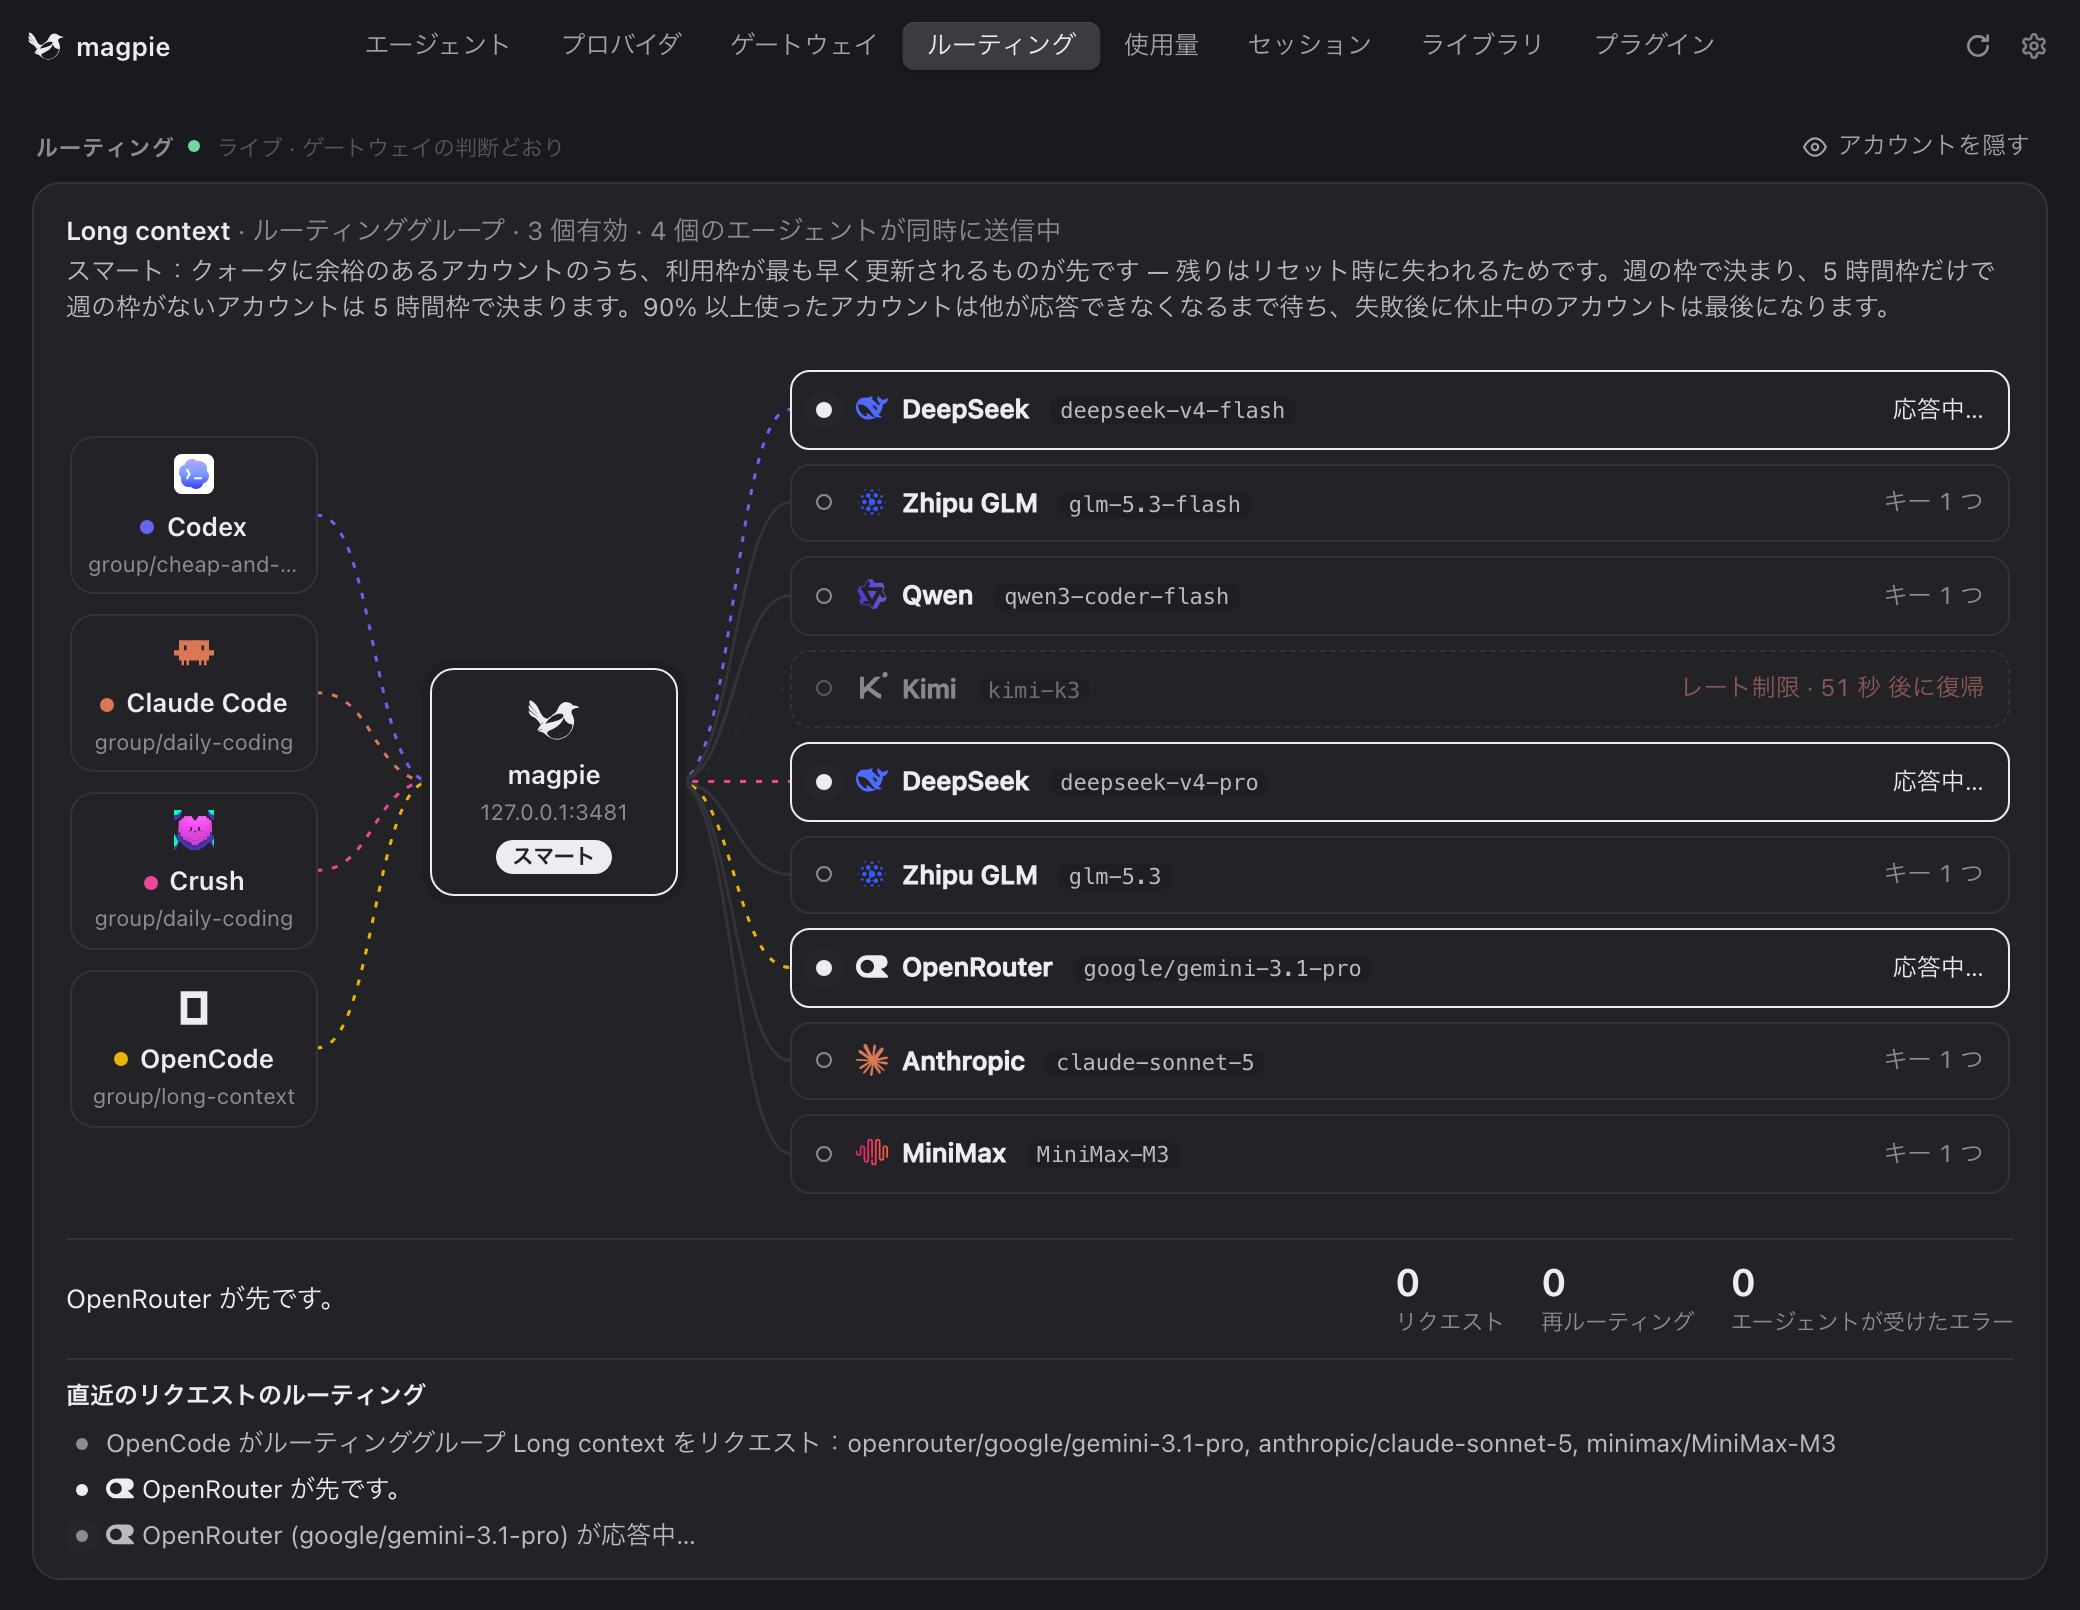 magpie
エージェント
プロバイダ
ゲートウェイ
ルーティング
使用量
セッション
ライブラリ
プラグイン
ルーティング ライブ · ゲートウェイの判断どおり
アカウントを隠す
Long context · ルーティンググループ · 3 個有効 · 4 個のエージェントが同時に送信中
スマート：クォータに余裕のあるアカウントのうち、利用枠が最も早く更新されるものが先です — 残りはリセット時に失われるためです。週の枠で決まり、5 時間枠だけで
週の枠がないアカウントは 5 時間枠で決まります。90% 以上使ったアカウントは他が応答できなくなるまで待ち、失敗後に休止中のアカウントは最後になります。
Codex
group/cheap-and-...
Claude Code
group/daily-coding
Crush
group/daily-coding
OpenCode
group/long-context
magpie
127.0.0.1:3481
スマート
DeepSeek deepseek-v4-flash 応答中...
Zhipu GLM glm-5.3-flash キー 1 つ
Qwen qwen3-coder-flash キー 1 つ
Kimi kimi-k3 レート制限 · 51 秒 後に復帰
DeepSeek deepseek-v4-pro 応答中...
Zhipu GLM glm-5.3 キー 1 つ
OpenRouter google/gemini-3.1-pro 応答中...
Anthropic claude-sonnet-5 キー 1 つ
MiniMax MiniMax-M3 キー 1 つ
OpenRouter が先です。
0 リクエスト
0 再ルーティング
0 エージェントが受けたエラー
直近のリクエストのルーティング
OpenCode がルーティンググループ Long context をリクエスト：openrouter/google/gemini-3.1-pro, anthropic/claude-sonnet-5, minimax/MiniMax-M3
OpenRouter が先です。
OpenRouter (google/gemini-3.1-pro) が応答中...